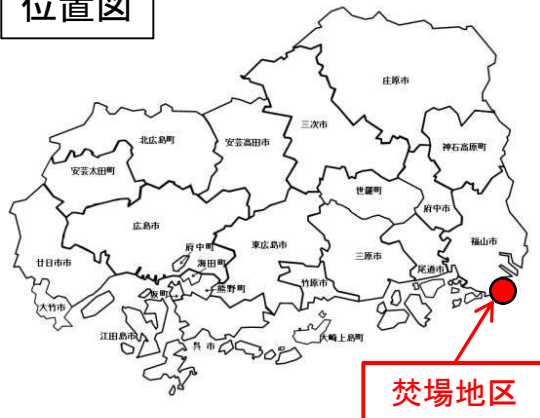 位置図
庄原市
三次市
北広島町
安芸高田市
神石高原町
安芸太田町
世羅町
府中市
広島市
府中町
東広島市
三原市
福山市
廿日市市
海田町
尾道市
竹原市
熊野町
坂町
大竹市
江田島市
呉市
大崎上島町
焚場地区